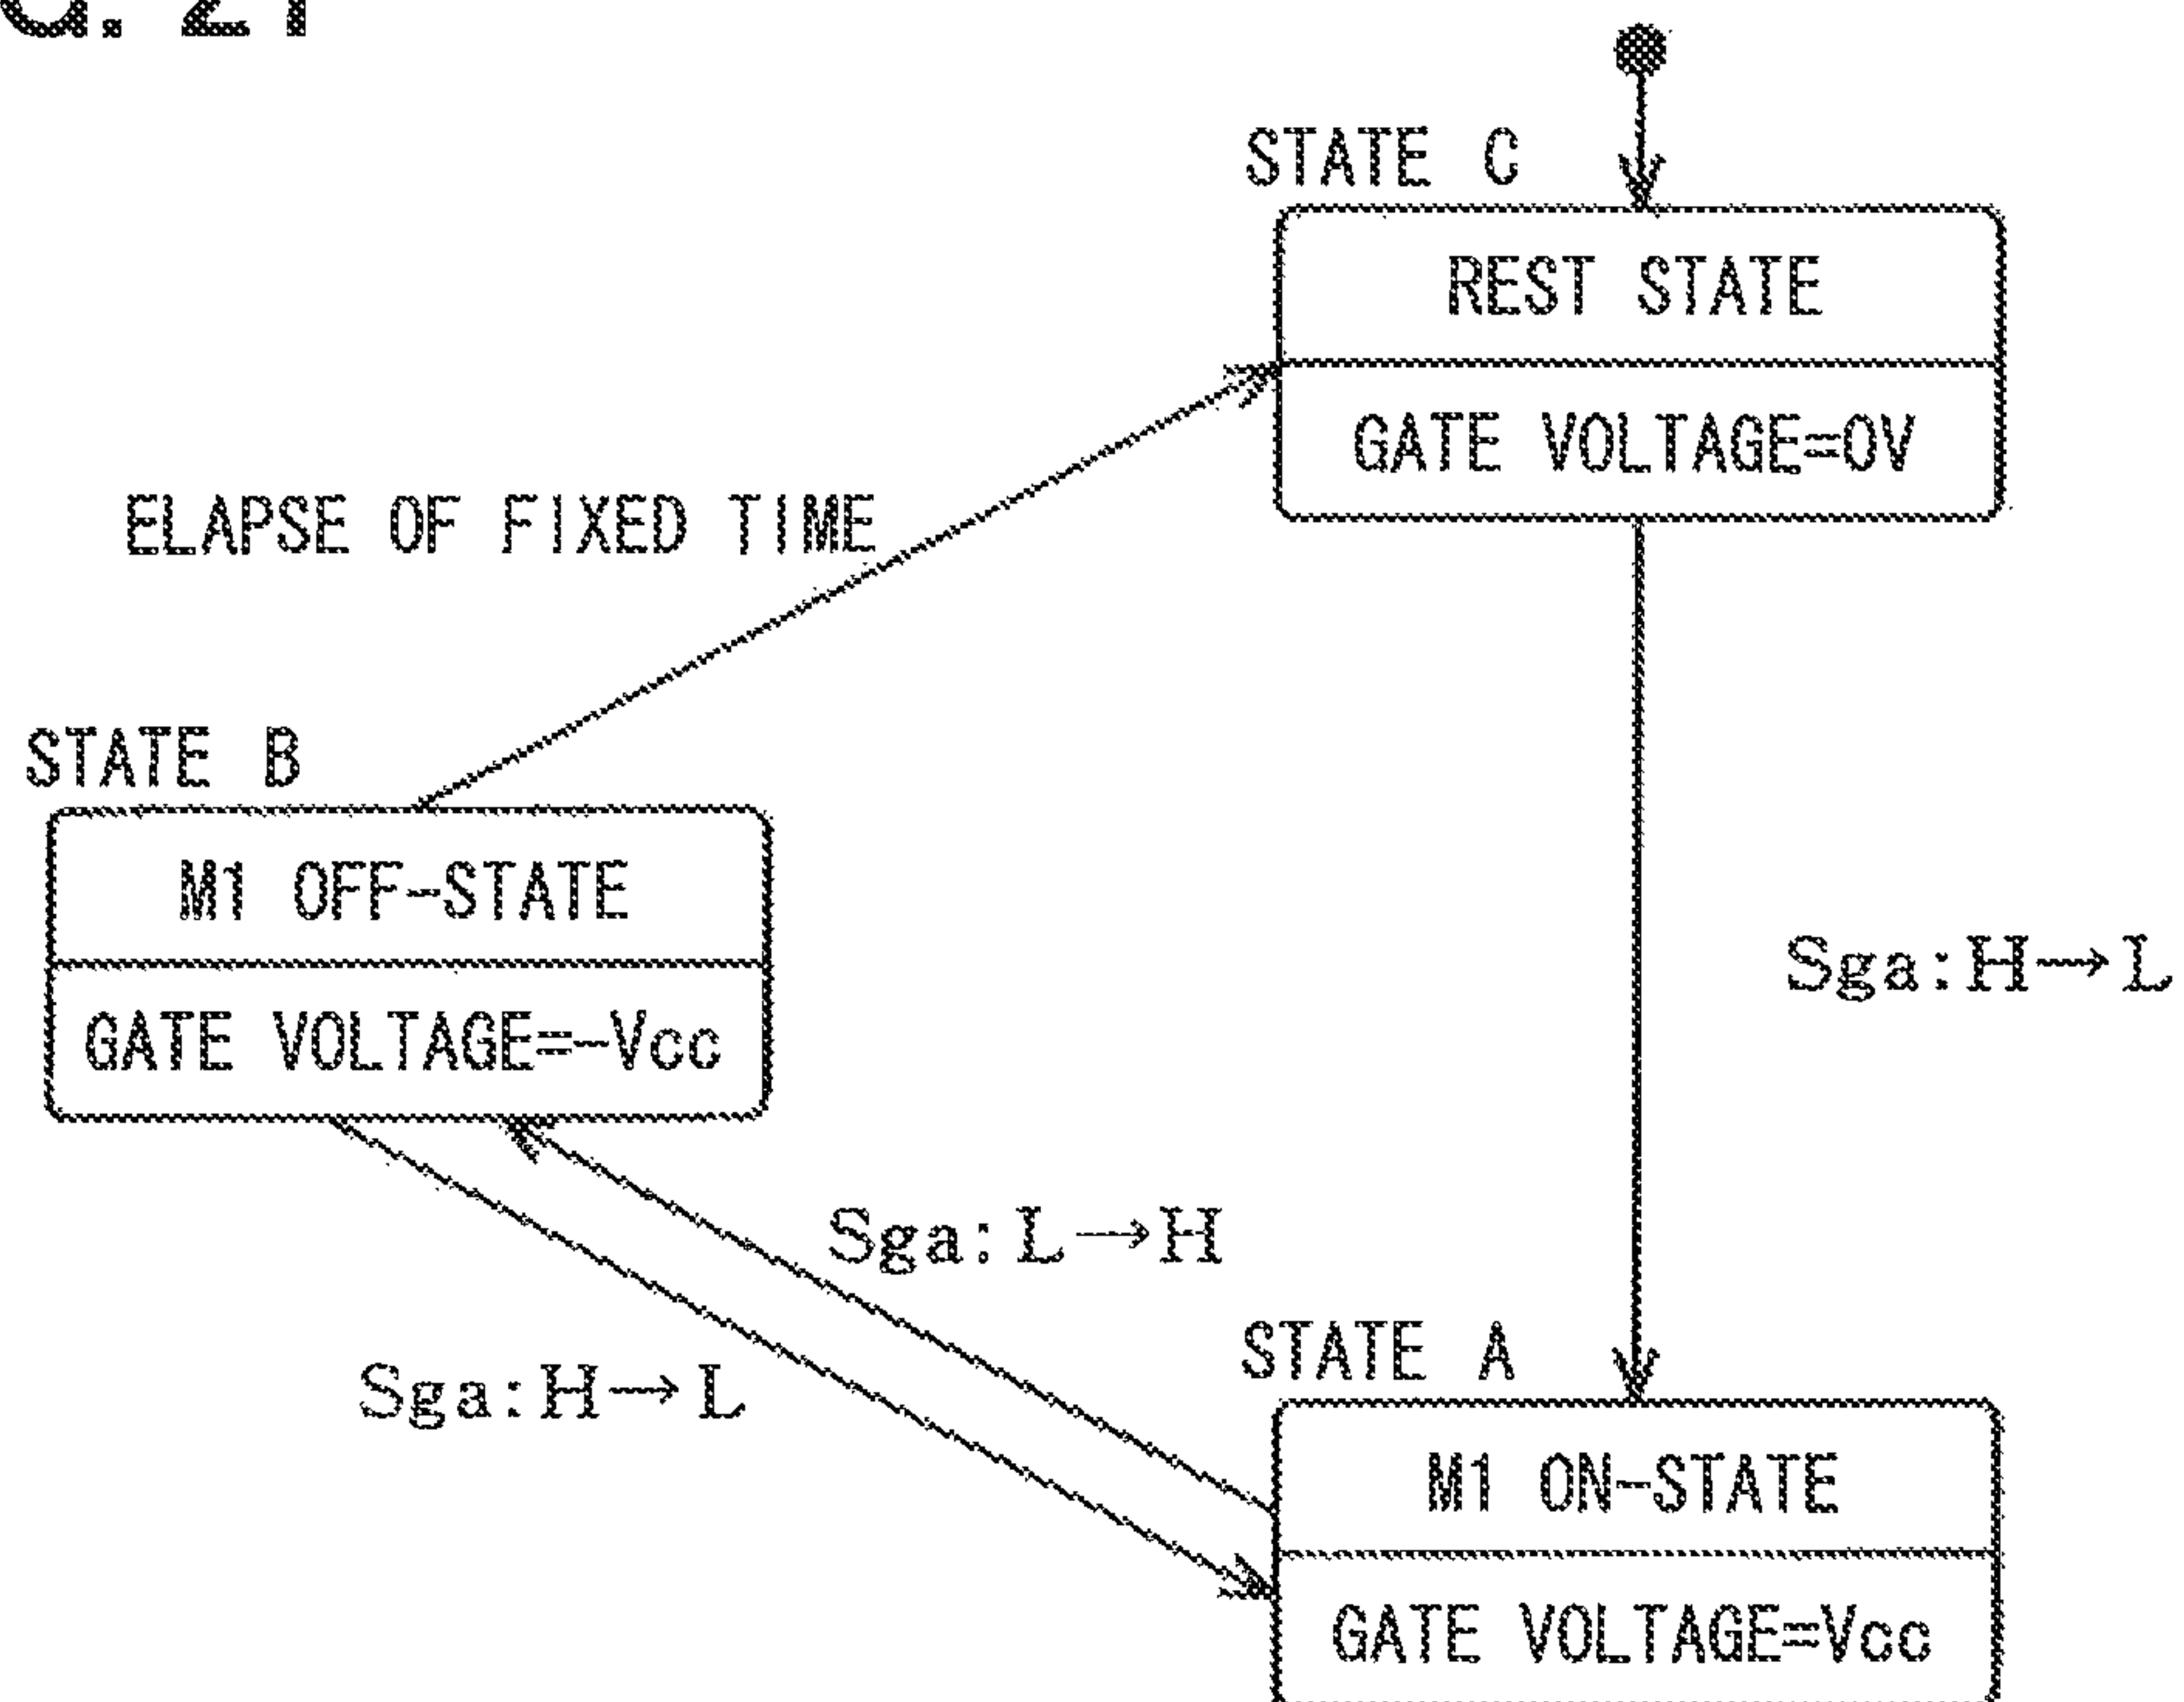 G. 21
STATE C
REST STATE
GATE VOLTAGE=0V
ELAPSE OF FIXED TIME
STATE B
M1 OFF-STATE
GATE VOLTAGE=-Vcc
Sga:H→L
Sga:L→H
Sga:H→L
STATE A
M1 ON-STATE
GATE VOLTAGE=Vcc